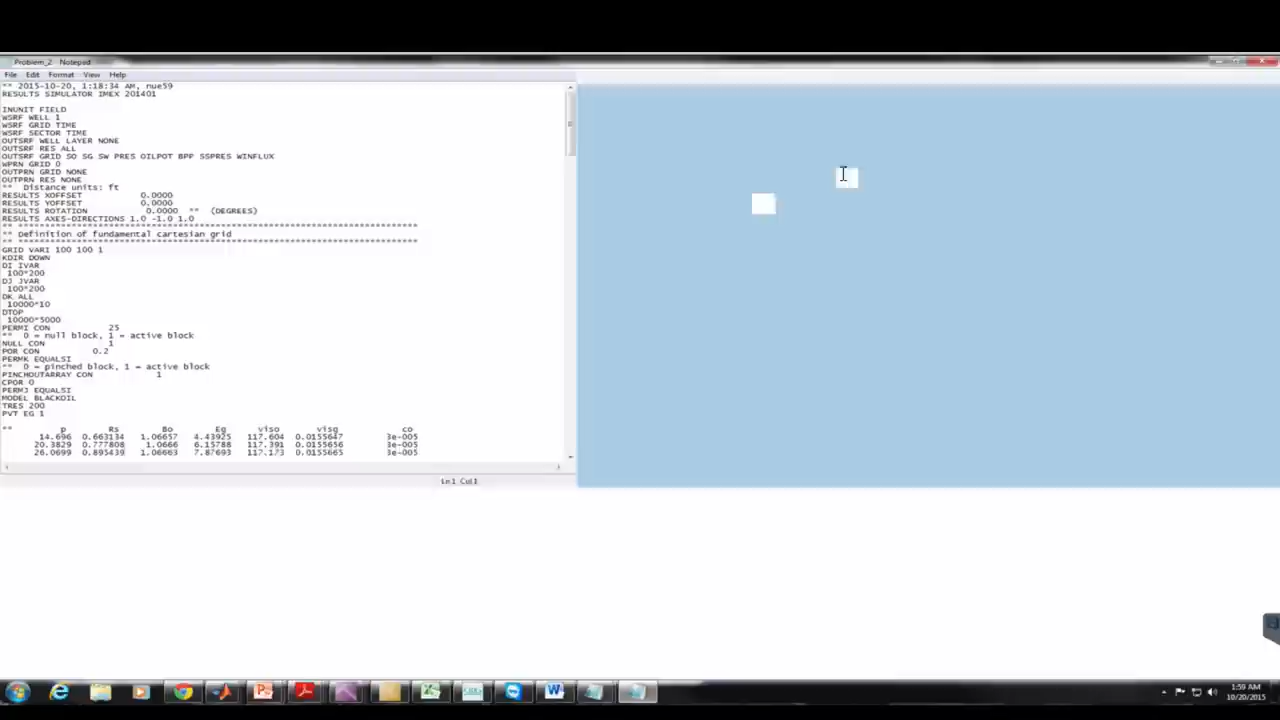 Problem_2 - Notepad
File Edit Format View Help
** 2015-10-20, 1:18:34 AM, nue59
RESULTS SIMULATOR IMEX 201401
INUNIT FIELD
WSRF WELL 1
WSRF GRID TIME
WSRF SECTOR TIME
OUTSRF WELL LAYER NONE
OUTSRF RES ALL
OUTSRF GRID SO SG SW PRES OILPOT BPP SSPRES WINFLUX
WPRN GRID 0
OUTPRN GRID NONE
OUTPRN RES NONE
** Distance units: ft
RESULTS XOFFSET 0.0000
RESULTS YOFFSET 0.0000
RESULTS ROTATION 0.0000 ** (DEGREES)
RESULTS AXES-DIRECTIONS 1.0 -1.0 1.0
** ***************************************************************************
** Definition of fundamental cartesian grid
** ***************************************************************************
GRID VARI 100 100 1
KDIR DOWN
DI IVAR
100*200
DJ JVAR
100*200
DK ALL
10000*10
DTOP
10000*5000
PERMI CON 25
** 0 = null block, 1 = active block
NULL CON 1
POR CON 0.2
PERMK EQUALSI
** 0 = pinched block, 1 = active block
PINCHOUTARRAY CON 1
CPOR 0
PERMJ EQUALSI
MODEL BLACKOIL
TRES 200
PVT EG 1
** p Rs Bo Eg viso visg co
14.696 0.663134 1.06657 4.43925 117.604 0.0155647 3e-005
20.3829 0.777808 1.0666 6.15788 117.391 0.0155656 3e-005
26.0699 0.895439 1.06663 7.87693 117.173 0.0155665 3e-005
Ln 1, Col 1
1:59 AM
10/20/2015